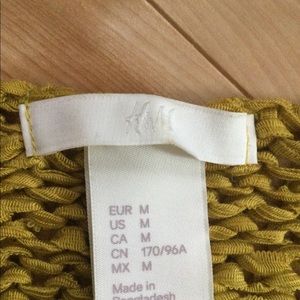 H&M
EUR M
US M
CA M
CN 170/96A
MX M
Made in
Bangladesh